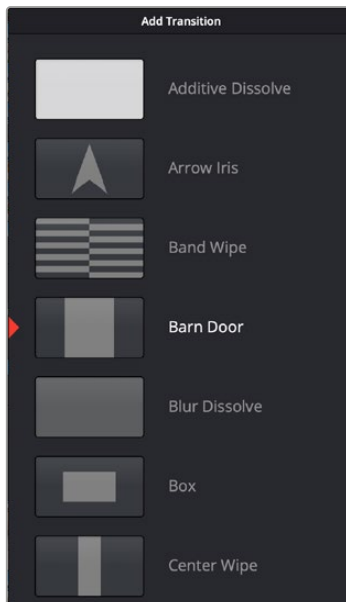 Add Transition
Additive Dissolve
Arrow Iris
Band Wipe
Barn Door
Blur Dissolve
Box
Center Wipe